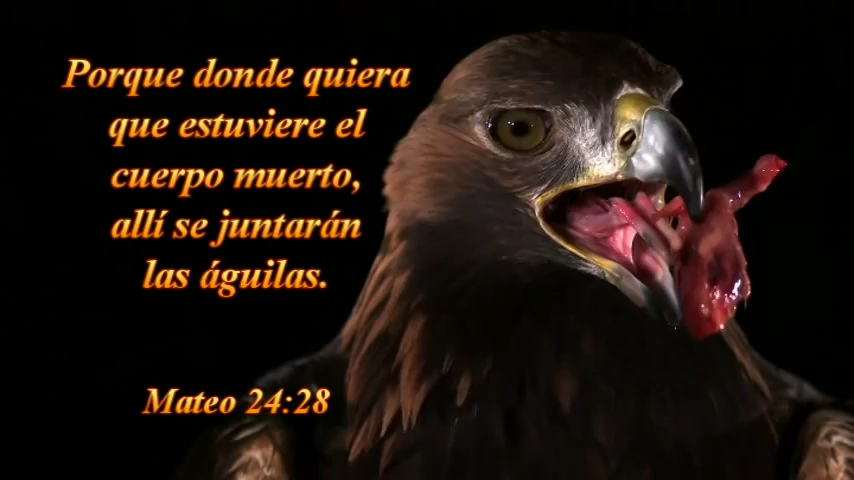 Porque donde quiera
que estuviere el
cuerpo muerto,
allí se juntarán
las águilas.
Mateo 24:28